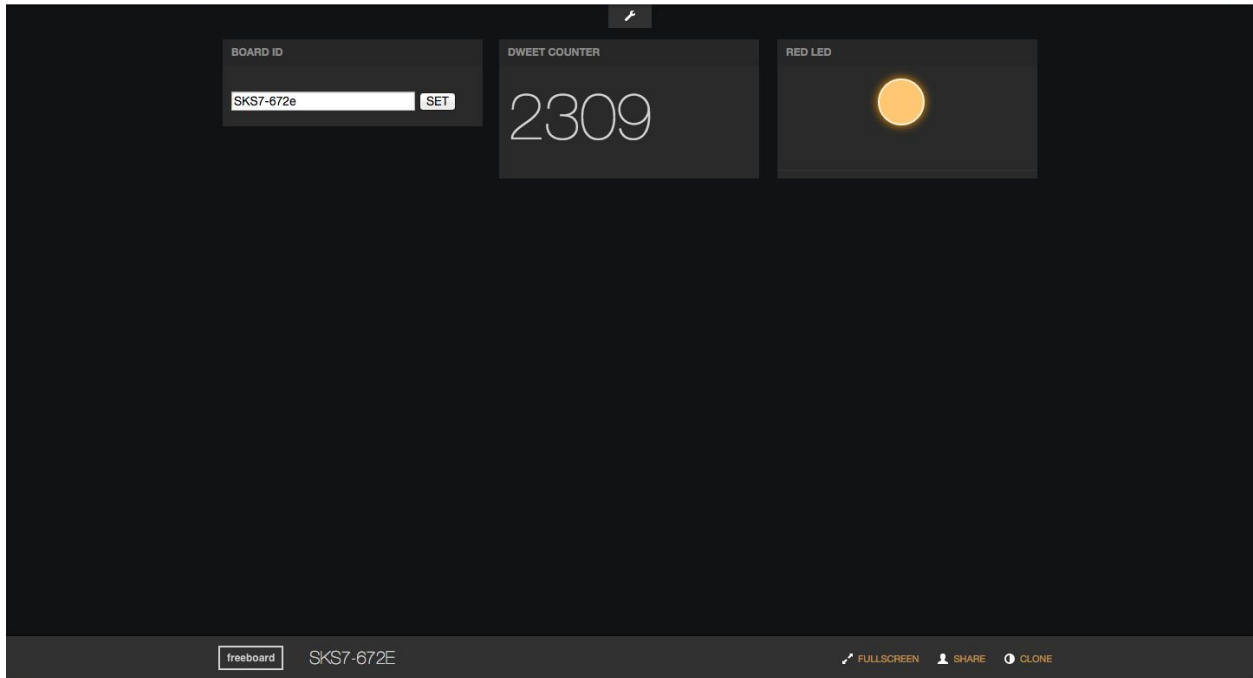 BOARD ID
SKS7-672e SET
DWEET COUNTER
2309
RED LED
freeboard SKS7-672E FULLSCREEN SHARE CLONE